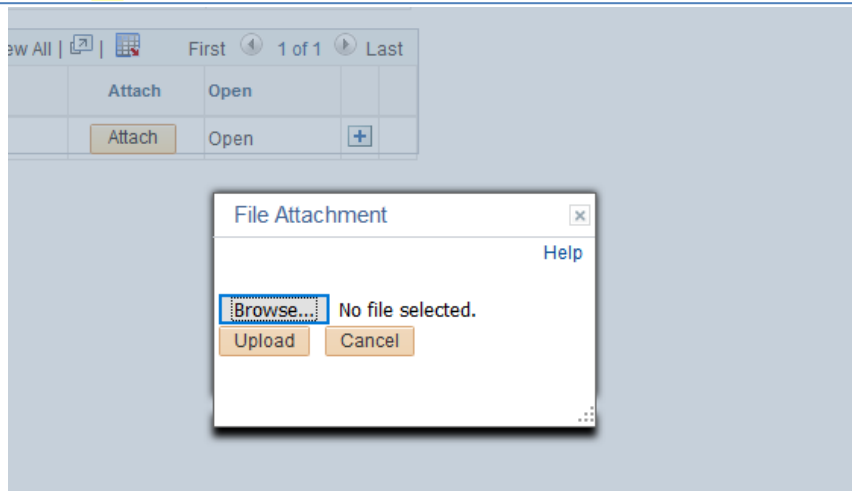 ew All | | First 1 of 1 Last
Attach Open
Attach Open
File Attachment
Help
Browse... No file selected.
Upload Cancel